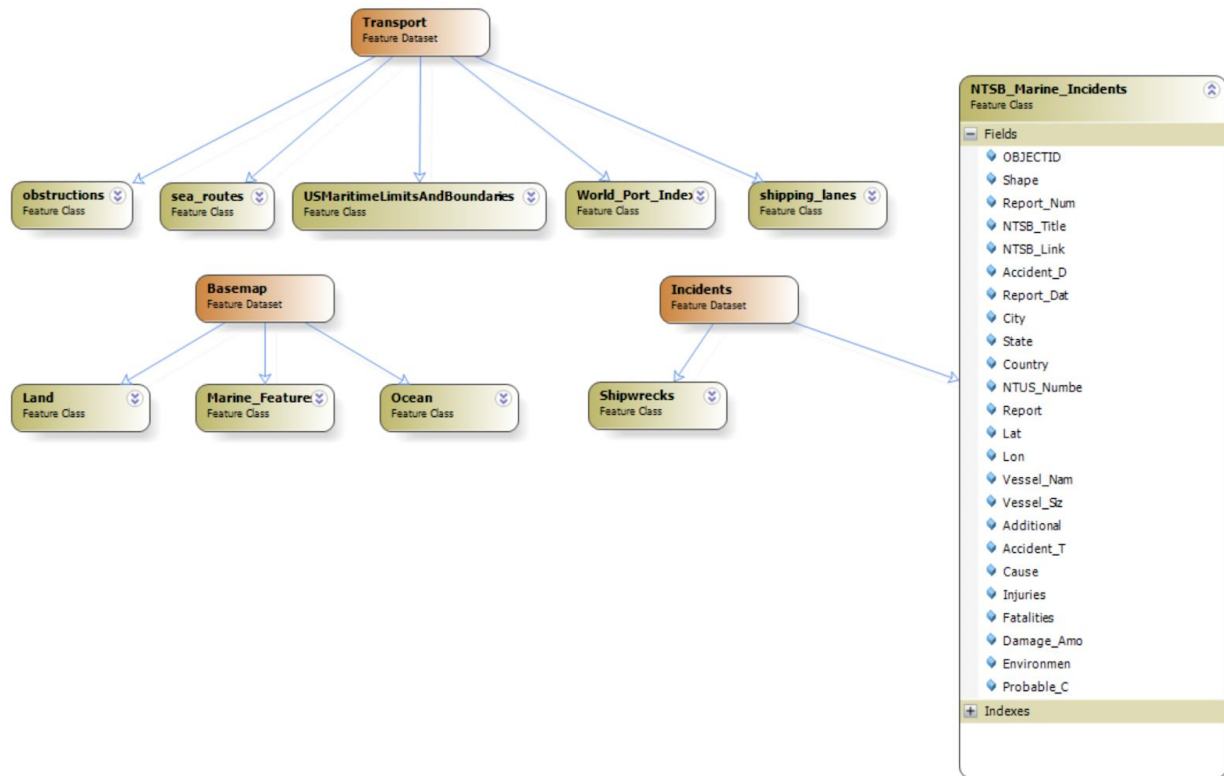 Transport
Feature Dataset
NTSB_Marine_Incidents
Feature Class
Fields
OBJECTID
Shape
Report_Num
NTSB_Title
NTSB_Link
Accident_D
Report_Dat
City
State
Country
NTUS_Numbe
Report
Lat
Lon
Vessel_Nam
Vessel_Siz
Additional
Accident_T
Cause
Injuries
Fatalities
Damage_Amo
Environmen
Probable_C
Indexes
obstructions
Feature Class
sea_routes
Feature Class
USMaritimeLimitsAndBoundaries
Feature Class
World_Port_Index
Feature Class
shipping_lanes
Feature Class
Basemap
Feature Dataset
Incidents
Feature Dataset
Land
Feature Class
Marine_Features
Feature Class
Ocean
Feature Class
Shipwrecks
Feature Class